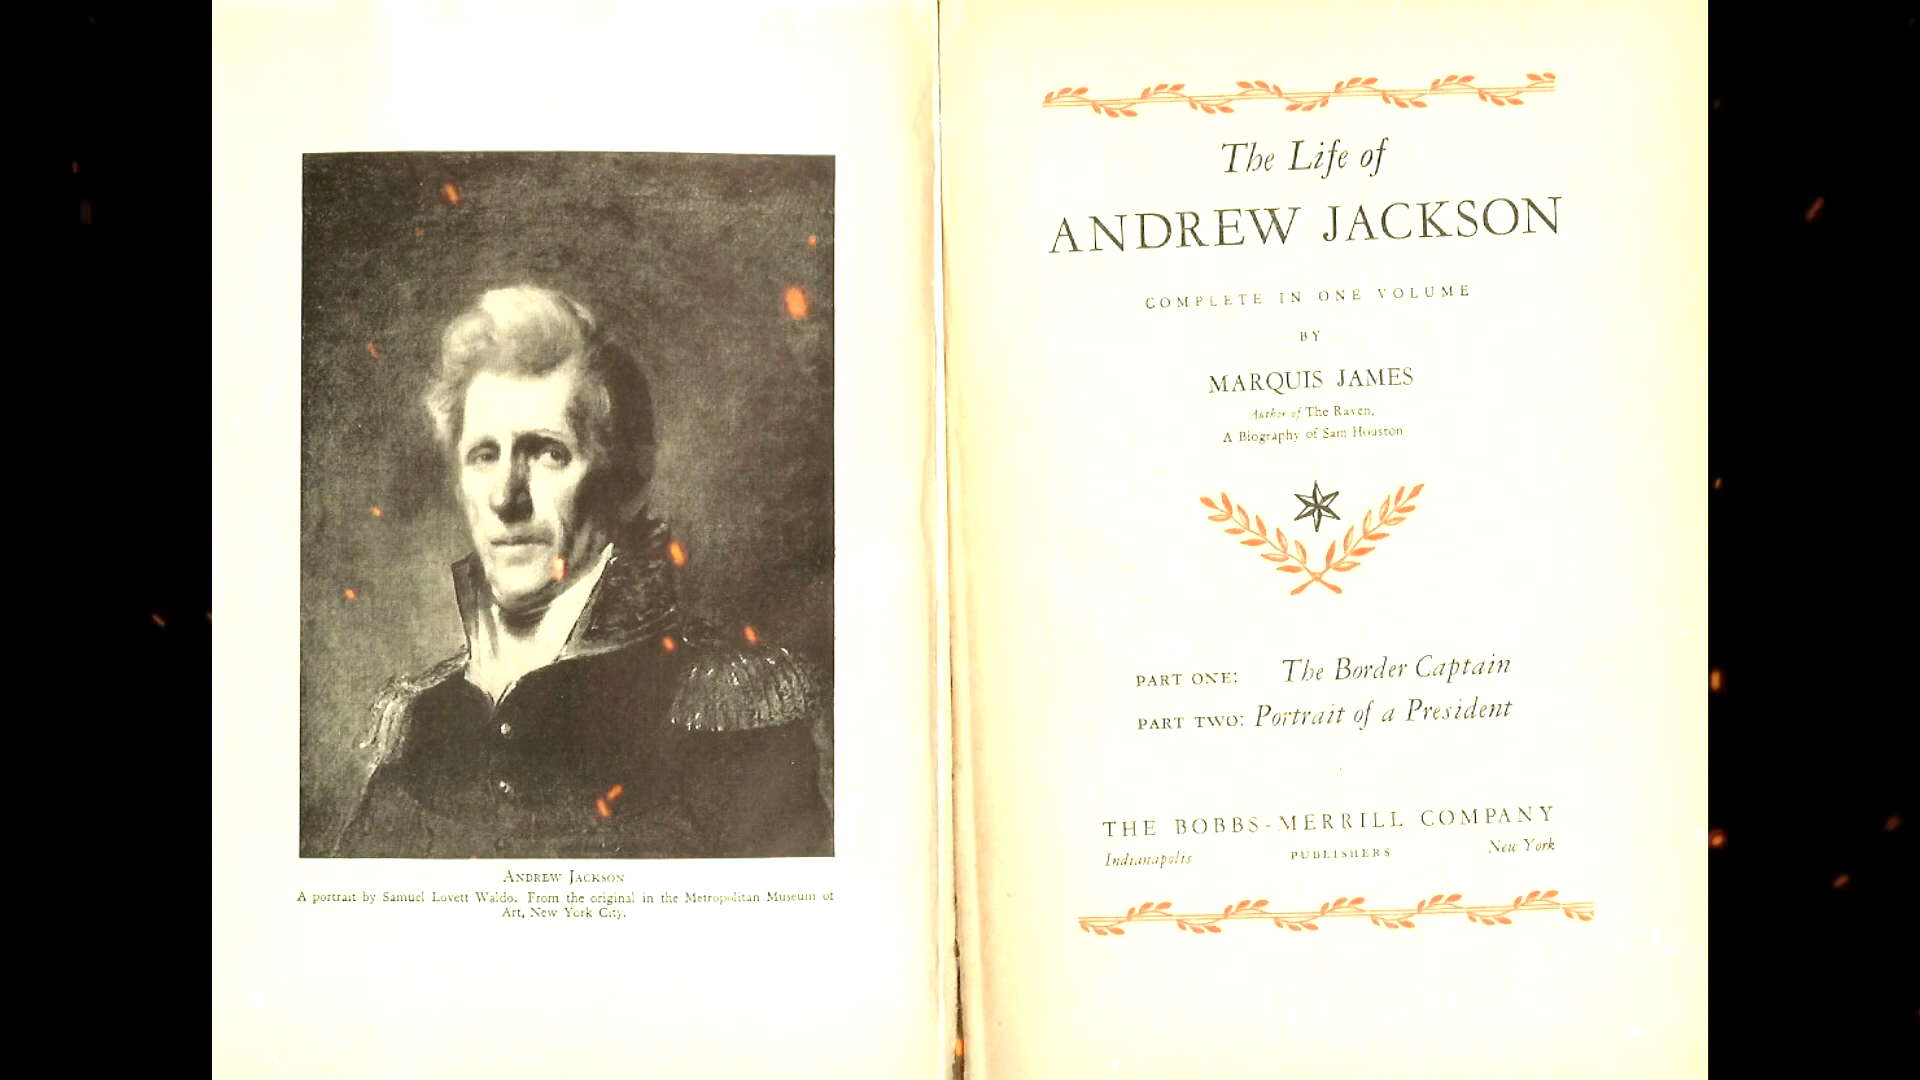 ANDREW JACKSON
A portrait by Samuel Lovett Waldo. From the original in the Metropolitan Museum of
Art, New York City.
The Life of
ANDREW JACKSON
COMPLETE IN ONE VOLUME
BY
MARQUIS JAMES
Author of The Raven,
A Biography of Sam Houston
PART ONE: The Border Captain
PART TWO: Portrait of a President
THE BOBBS-MERRILL COMPANY
Indianapolis PUBLISHERS New York